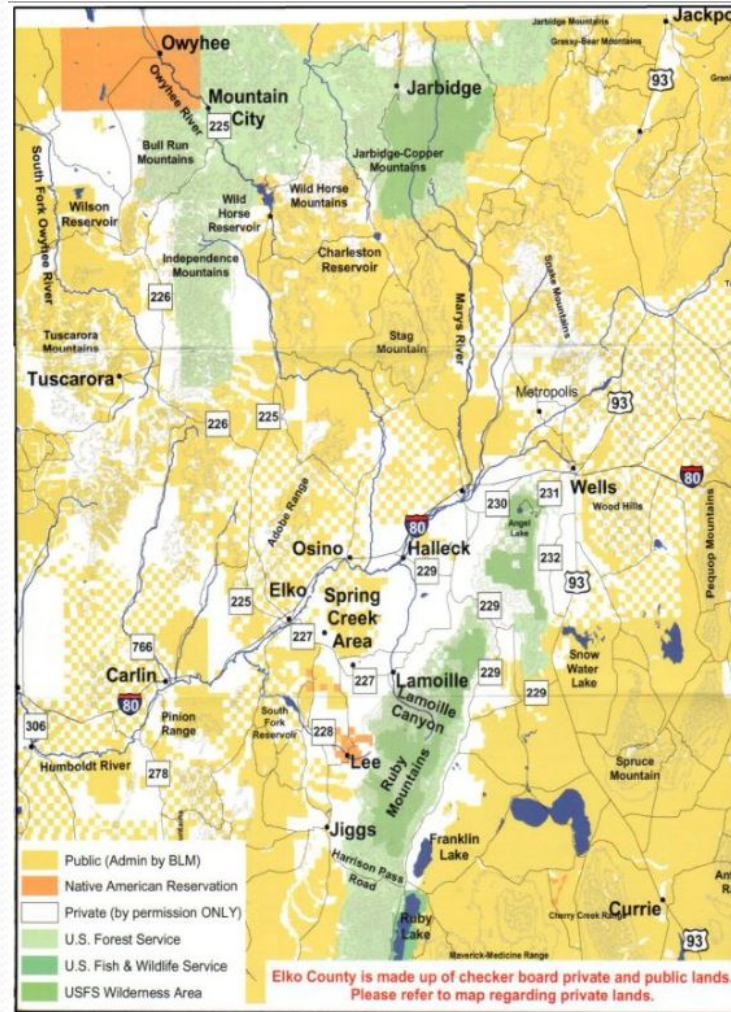 Jarbidge Mountains
Jackpo
Grassy-Bear Mountains
Owyhee
93
Owyhee River
Mountain
City
Jarbidge
225
Bull Run
Mountains
Jarbidge-Copper
Mountains
South Fork Owyhee River
Wilson
Reservoir
Wild
Horse
Reservoir
Wild Horse
Mountains
Independence
Mountains
Charleston
Reservoir
Snake Mountains
226
Marys River
Tuscarora
Mountains
Stag
Mountain
Tuscarora
Metropolis
93
226
225
80
Wells
Adobe Range
230
231
Wood Hills
Pequop Mountains
80
Angel
Lake
Osino
Halleck
229
232
93
225
Elko
Spring
Creek
Area
229
227
766
Carlin
227
Lamoille
Lamoille
Canyon
229
Snow
Water
Lake
229
80
Pinion
Range
South
Fork
Reservoir
228
306
Lee
Ruby
Mountains
Spruce
Mountain
Humboldt River
278
Jiggs
Franklin
Lake
Harrison Pass
Road
Ruby
Lake
Cherry Creek Range
Currie
93
Maverick-Medicine Range
Public (Admin by BLM)
Native American Reservation
Private (by permission ONLY)
U.S. Forest Service
U.S. Fish & Wildlife Service
USFS Wilderness Area
Elko County is made up of checker board private and public lands.
Please refer to map regarding private lands.